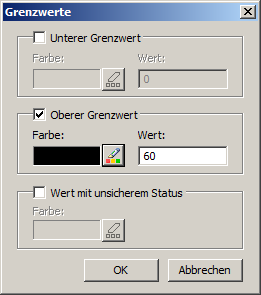 Grenzwerte
Unterer Grenzwert
Farbe: Wert:
0
Oberer Grenzwert
Farbe: Wert:
60
Wert mit unsicherem Status
Farbe:
OK Abbrechen